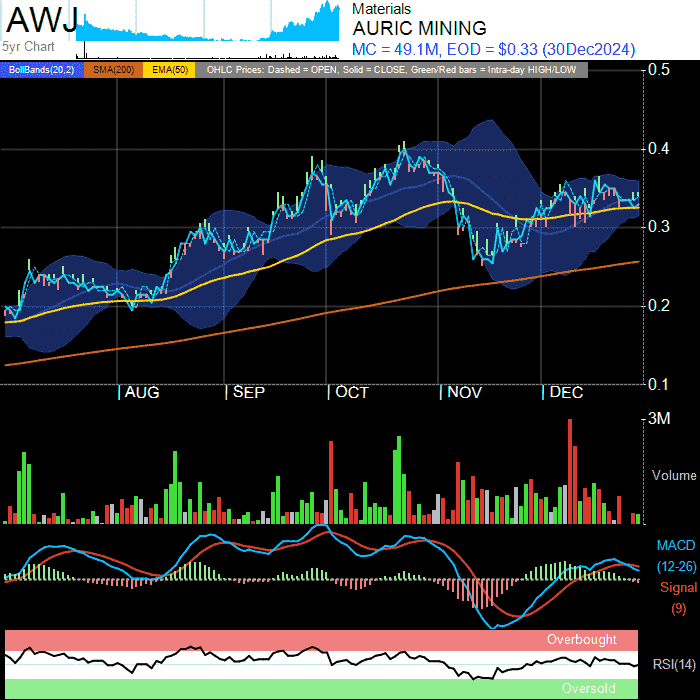 AWJ
5yr Chart
Materials
AURIC MINING
MC = 49.1M, EOD = $0.33 (30Dec2024)
BollBands(20,2) SMA(200) EMA(50) OHLC Prices: Dashed = OPEN, Solid = CLOSE, Green/Red bars = Intra-day HIGH/LOW
0.5
0.4
0.3
0.2
0.1
AUG SEP OCT NOV DEC
3M
Volume
MACD
(12-26)
Signal
(9)
Overbought
RSI(14)
Oversold